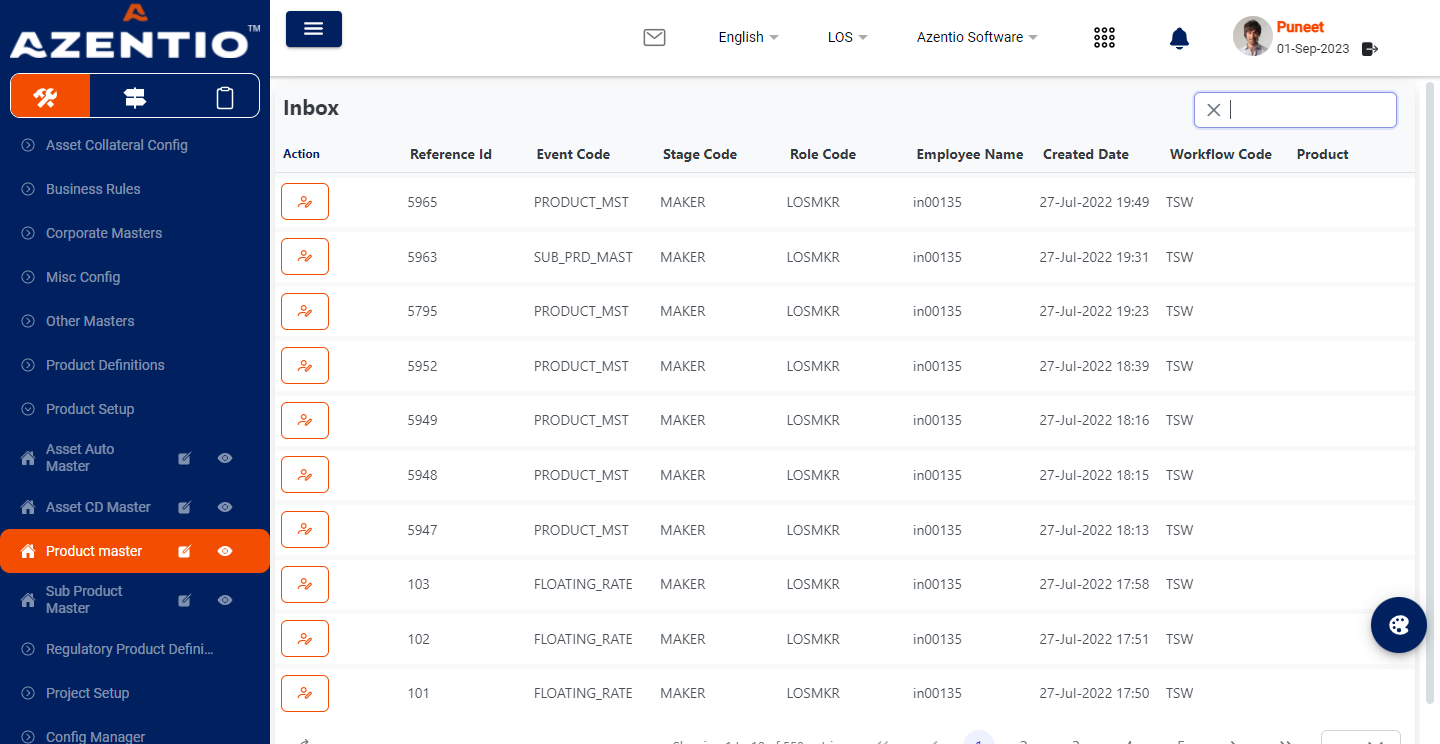 AZENTIO™
English
LOS
Azentio Software
Puneet
01-Sep-2023
Asset Collateral Config
Business Rules
Corporate Masters
Misc Config
Other Masters
Product Definitions
Product Setup
Asset Auto
Master
Asset CD Master
Product master
Sub Product
Master
Regulatory Product Defini...
Project Setup
Config Manager
Inbox
Action Reference Id Event Code Stage Code Role Code Employee Name Created Date Workflow Code Product
5965 PRODUCT_MST MAKER LOSMKR in00135 27-Jul-2022 19:49 TSW
5963 SUB_PRD_MAST MAKER LOSMKR in00135 27-Jul-2022 19:31 TSW
5795 PRODUCT_MST MAKER LOSMKR in00135 27-Jul-2022 19:23 TSW
5952 PRODUCT_MST MAKER LOSMKR in00135 27-Jul-2022 18:39 TSW
5949 PRODUCT_MST MAKER LOSMKR in00135 27-Jul-2022 18:16 TSW
5948 PRODUCT_MST MAKER LOSMKR in00135 27-Jul-2022 18:15 TSW
5947 PRODUCT_MST MAKER LOSMKR in00135 27-Jul-2022 18:13 TSW
103 FLOATING_RATE MAKER LOSMKR in00135 27-Jul-2022 17:58 TSW
102 FLOATING_RATE MAKER LOSMKR in00135 27-Jul-2022 17:51 TSW
101 FLOATING_RATE MAKER LOSMKR in00135 27-Jul-2022 17:50 TSW